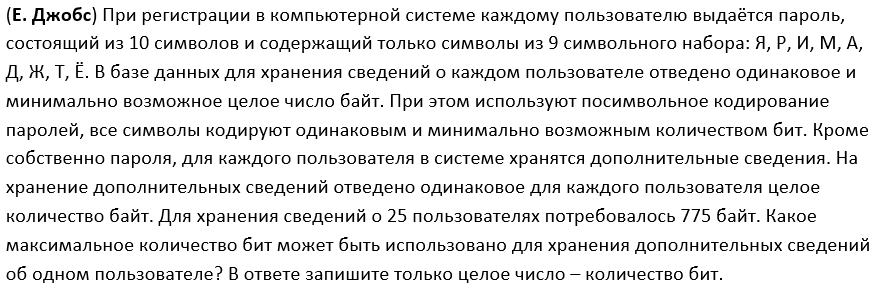 (Е. Джобс) При регистрации в компьютерной системе каждому пользователю выдаётся пароль,
состоящий из 10 символов и содержащий только символы из 9 символьного набора: Я, Р, И, М, А,
Д, Ж, Т, Ё. В базе данных для хранения сведений о каждом пользователе отведено одинаковое и
минимально возможное целое число байт. При этом используют посимвольное кодирование
паролей, все символы кодируют одинаковым и минимально возможным количеством бит. Кроме
собственно пароля, для каждого пользователя в системе хранятся дополнительные сведения. На
хранение дополнительных сведений отведено одинаковое для каждого пользователя целое
количество байт. Для хранения сведений о 25 пользователях потребовалось 775 байт. Какое
максимальное количество бит может быть использовано для хранения дополнительных сведений
об одном пользователе? В ответе запишите только целое число – количество бит.